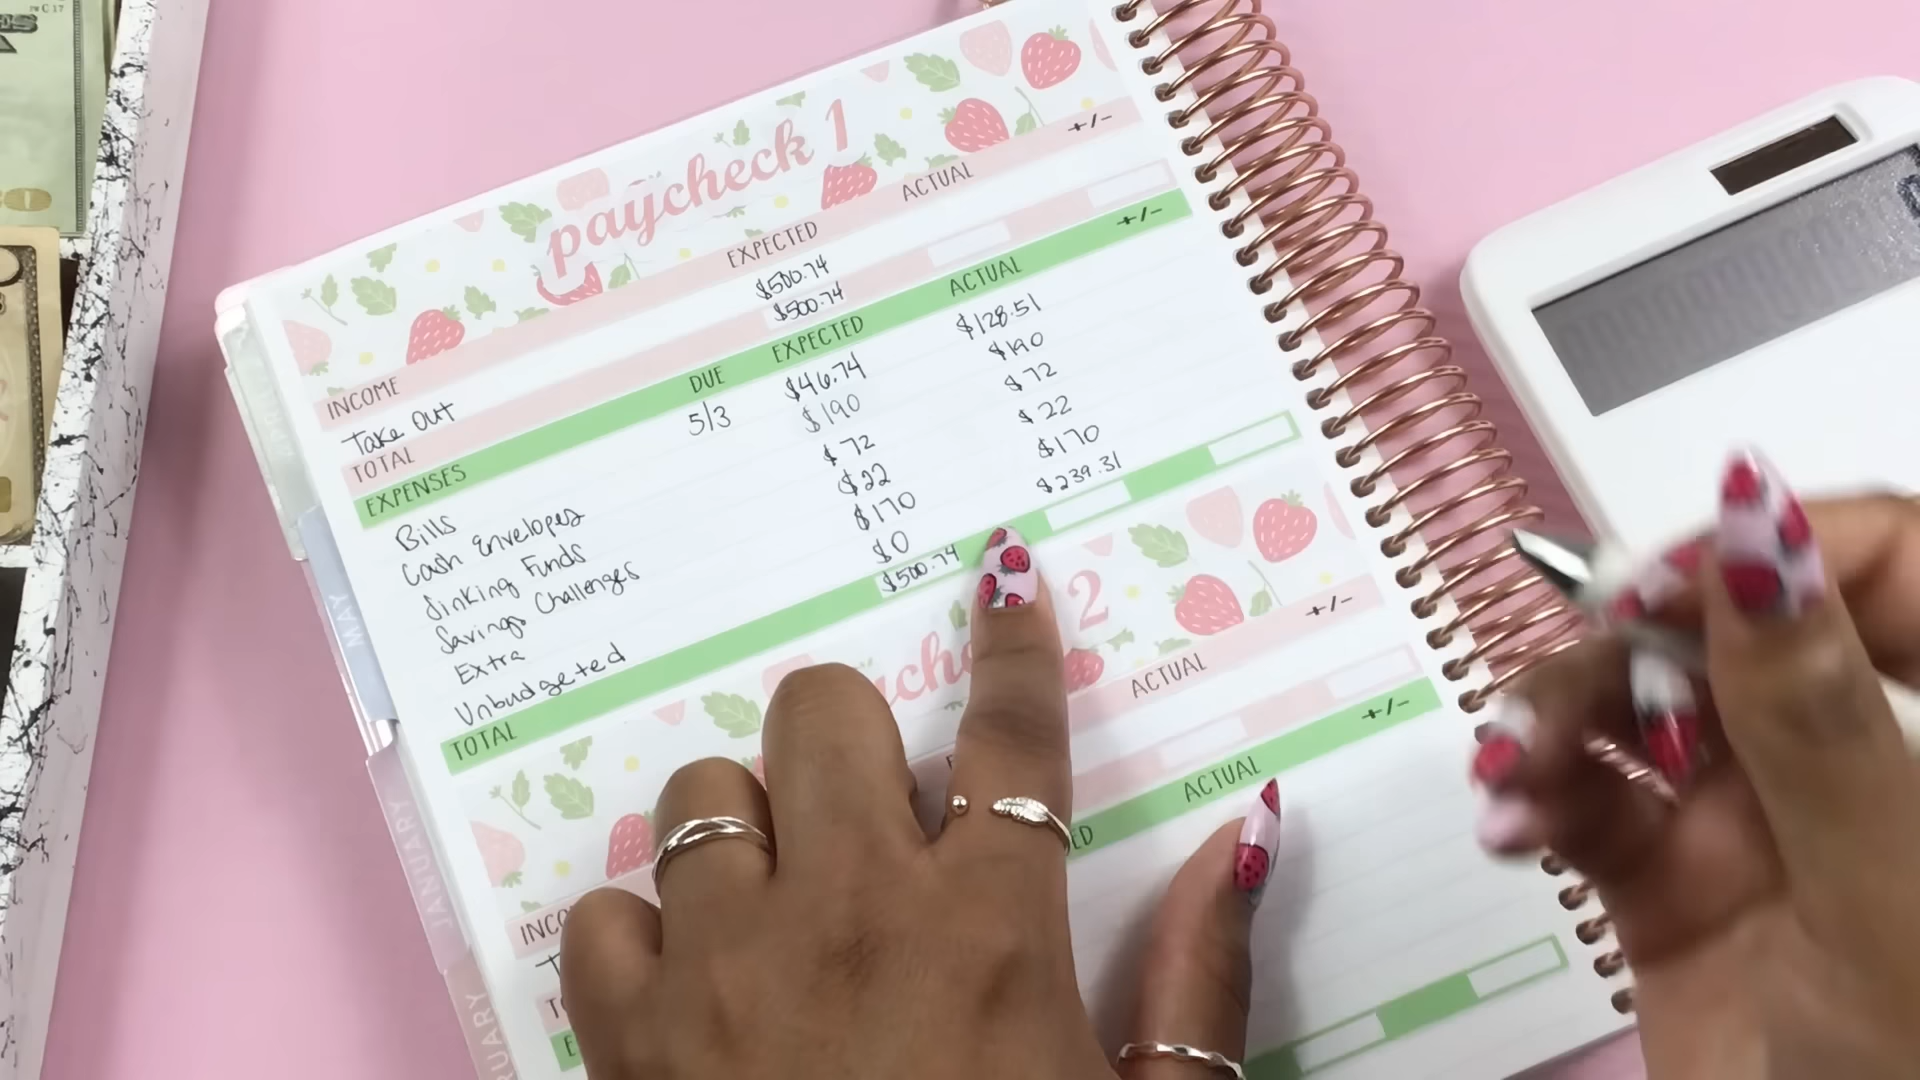 paycheck 1
INCOME EXPECTED ACTUAL +/-
Take Out $500.74
TOTAL $500.74
EXPENSES DUE EXPECTED ACTUAL +/-
Bills 5/3 $46.74 $128.51
Cash Envelopes $190 $190
Sinking Funds $72 $72
Savings Challenges $22 $22
Extra $170 $170
Unbudgeted $0 $239.31
TOTAL $500.74
2
ACTUAL +/-
ACTUAL +/-
MAY
JANUARY